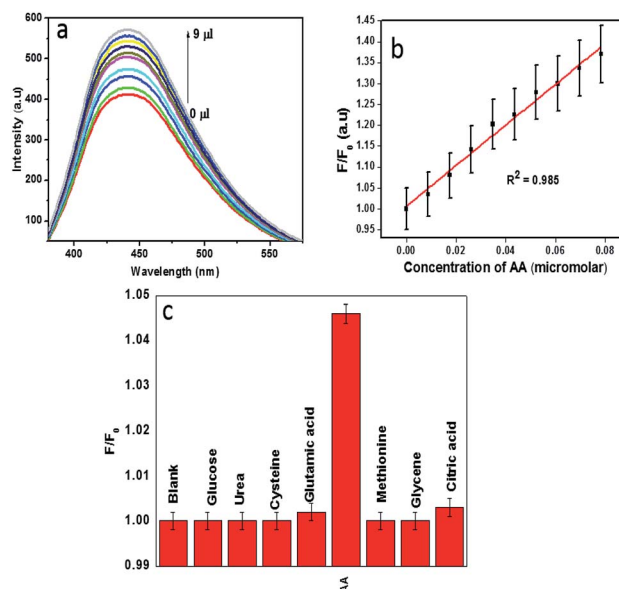 a
9 µl
0 µl
600
500
400
300
200
100
400
450
500
550
Intensity (a.u)
Wavelength (nm)
b
1.45
1.40
1.35
1.30
1.25
1.20
1.15
1.10
1.05
1.00
0.95
R² = 0.985
0.00
0.02
0.04
0.06
0.08
F/F₀ (a.u)
Concentration of AA (micromolar)
c
1.05
1.04
1.03
1.02
1.01
1.00
0.99
F/F₀
Blank
Glucose
Urea
Cysteine
Glutamic acid
AA
Methionine
Glycene
Citric acid